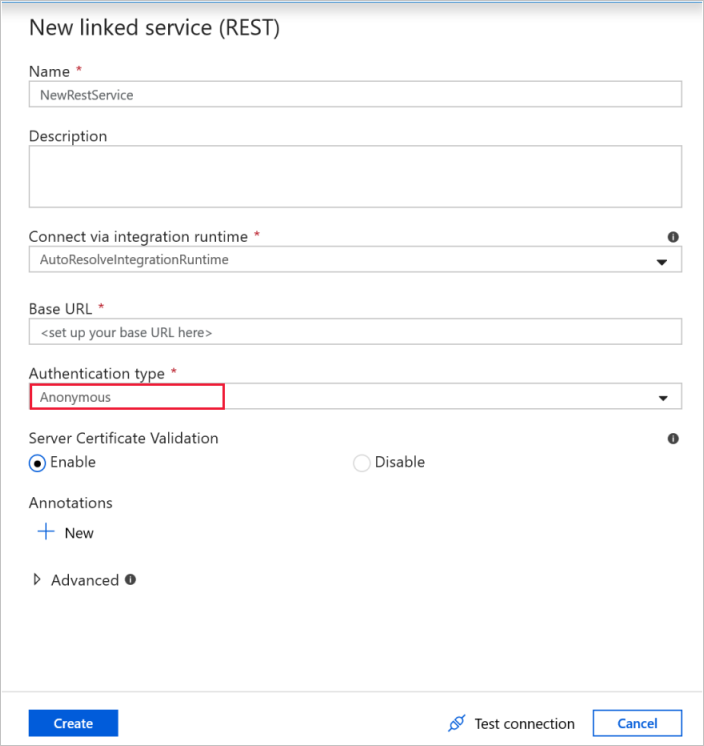 New linked service (REST)
Name *
NewRestService
Description
Connect via integration runtime *
AutoResolveIntegrationRuntime
Base URL *
<set up your base URL here>
Authentication type *
Anonymous
Server Certificate Validation
Enable Disable
Annotations
New
Advanced
Create Test connection Cancel